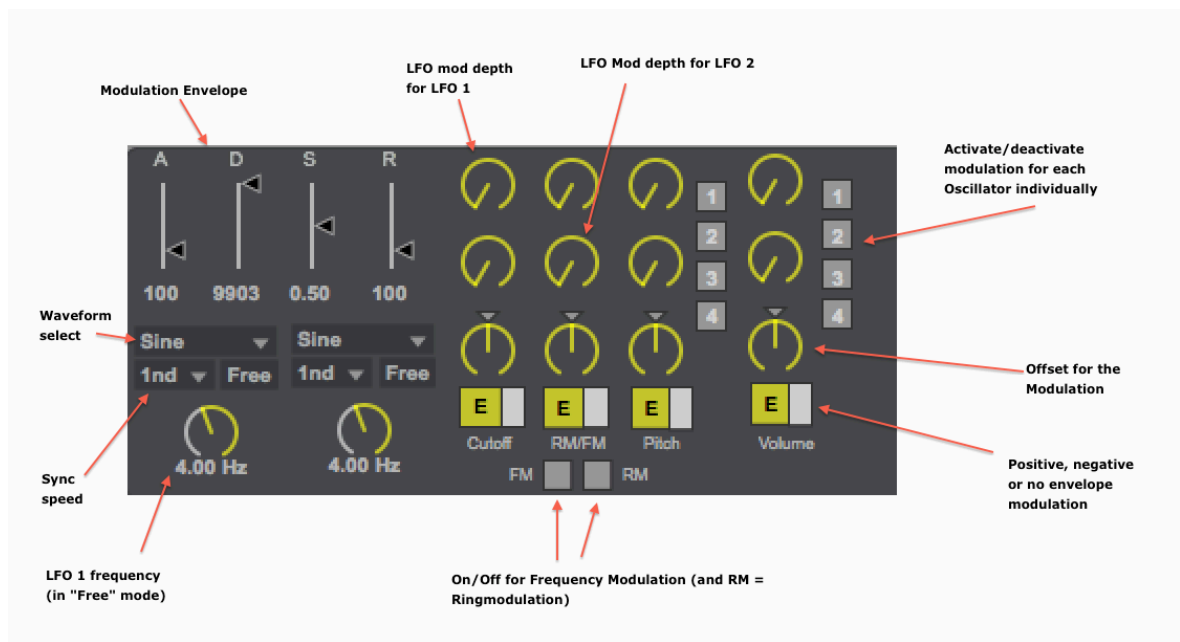 LFO mod depth
for LFO 1
LFO Mod depth for LFO 2
Modulation Envelope
Activate/deactivate
modulation for each
Oscillator individually
A D S R
1 1
2 2
3 3
4 4
100 9903 0.50 100
Waveform
select
Sine Sine
1nd Free 1nd Free
Offset for the
Modulation
E E E E
Cutoff RM/FM Pitch Volume
4.00 Hz 4.00 Hz
FM RM
Sync
speed
Positive, negative
or no envelope
modulation
LFO 1 frequency
(in "Free" mode)
On/Off for Frequency Modulation (and RM =
Ringmodulation)